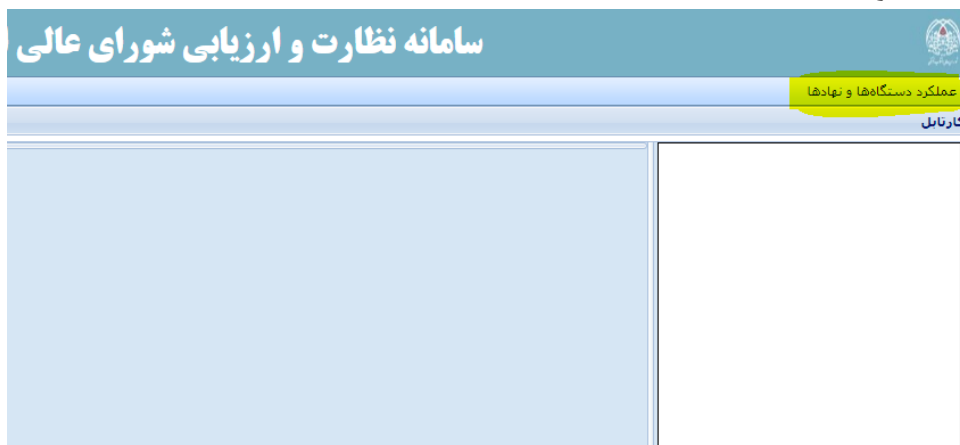 سامانه نظارت و ارزیابی شورای عالی
عملکرد دستگاه‌ها و نهادها
کارتابل